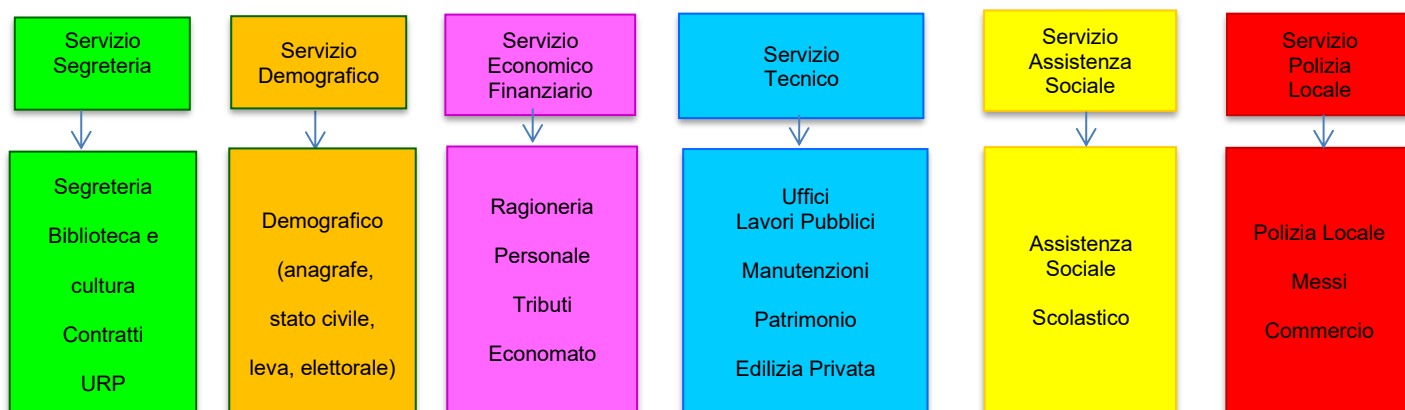 Servizio
Segreteria
Servizio
Demografico
Servizio
Economico
Finanziario
Servizio
Tecnico
Servizio
Assistenza
Sociale
Servizio
Polizia
Locale
Segreteria
Biblioteca e
cultura
Contratti
URP
Demografico
(anagrafe,
stato civile,
leva, elettorale)
Ragioneria
Personale
Tributi
Economato
Uffici
Lavori Pubblici
Manutenzioni
Patrimonio
Edilizia Privata
Assistenza
Sociale
Scolastico
Polizia Locale
Messi
Commercio